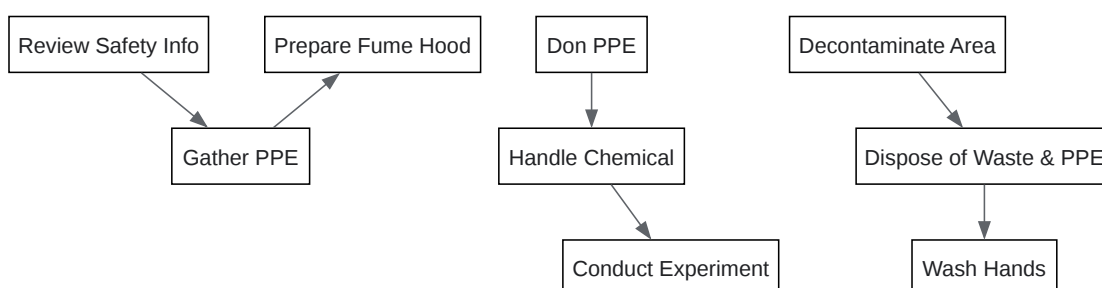 Review Safety Info
Prepare Fume Hood
Don PPE
Decontaminate Area
Gather PPE
Handle Chemical
Dispose of Waste & PPE
Conduct Experiment
Wash Hands